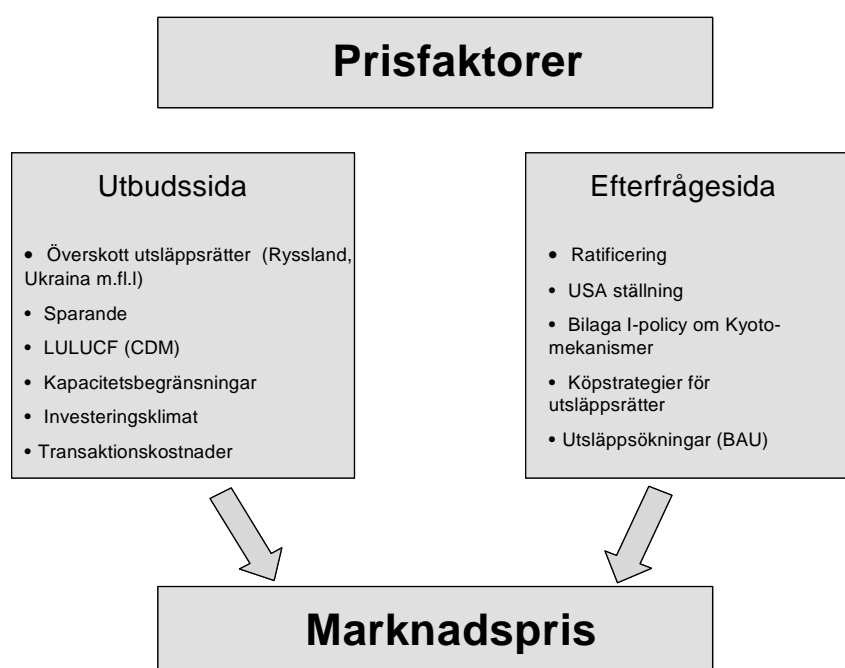 Prisfaktorer
Utbudssida
• Överskott utsläppsrätter (Ryssland,
Ukraina m.fl.l)
• Sparande
• LULUCF (CDM)
• Kapacitetsbegränsningar
• Investeringsklimat
• Transaktionskostnader
Efterfrågesida
• Ratificering
• USA ställning
• Bilaga I-policy om Kyoto-
mekanismer
• Köpstrategier för
utsläppsrätter
• Utsläppsökningar (BAU)
Marknadspris